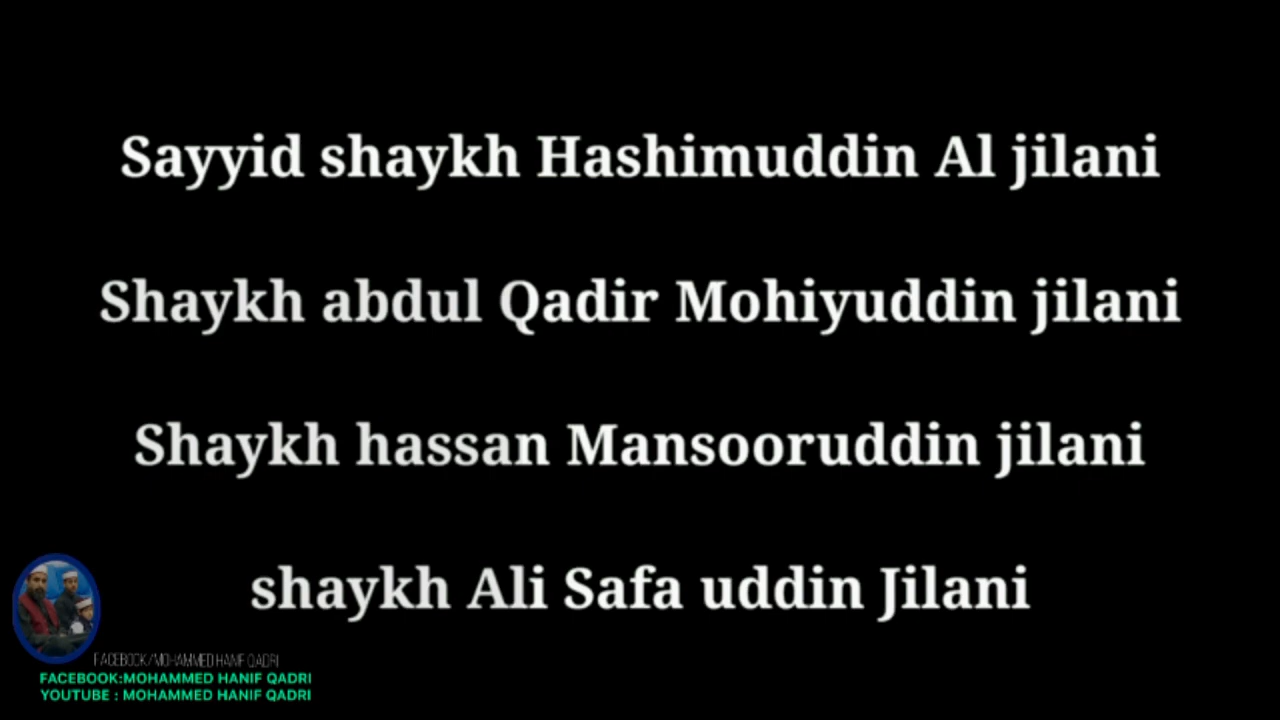 Sayyid shaykh Hashimuddin Al jilani
Shaykh abdul Qadir Mohiyuddin jilani
Shaykh hassan Mansooruddin jilani
shaykh Ali Safa uddin Jilani
FACEBOOK/MOHAMMED HANIF QADRI
FACEBOOK:MOHAMMED HANIF QADRI
YOUTUBE : MOHAMMED HANIF QADRI